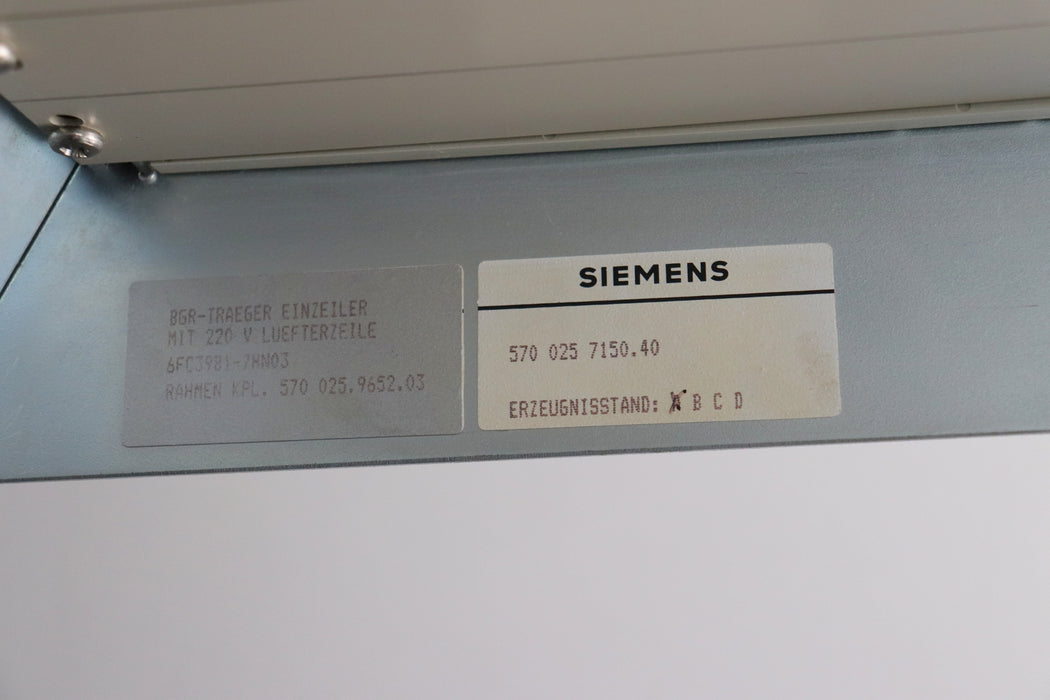 BGR-TRAEGER EINZEILER
MIT 220 V LUEFTERZEILE
6FC3981-7HN03
RAHMEN KPL. 570 025.9652.03
SIEMENS
570 025 7150.40
ERZEUGNISSTAND: A B C D